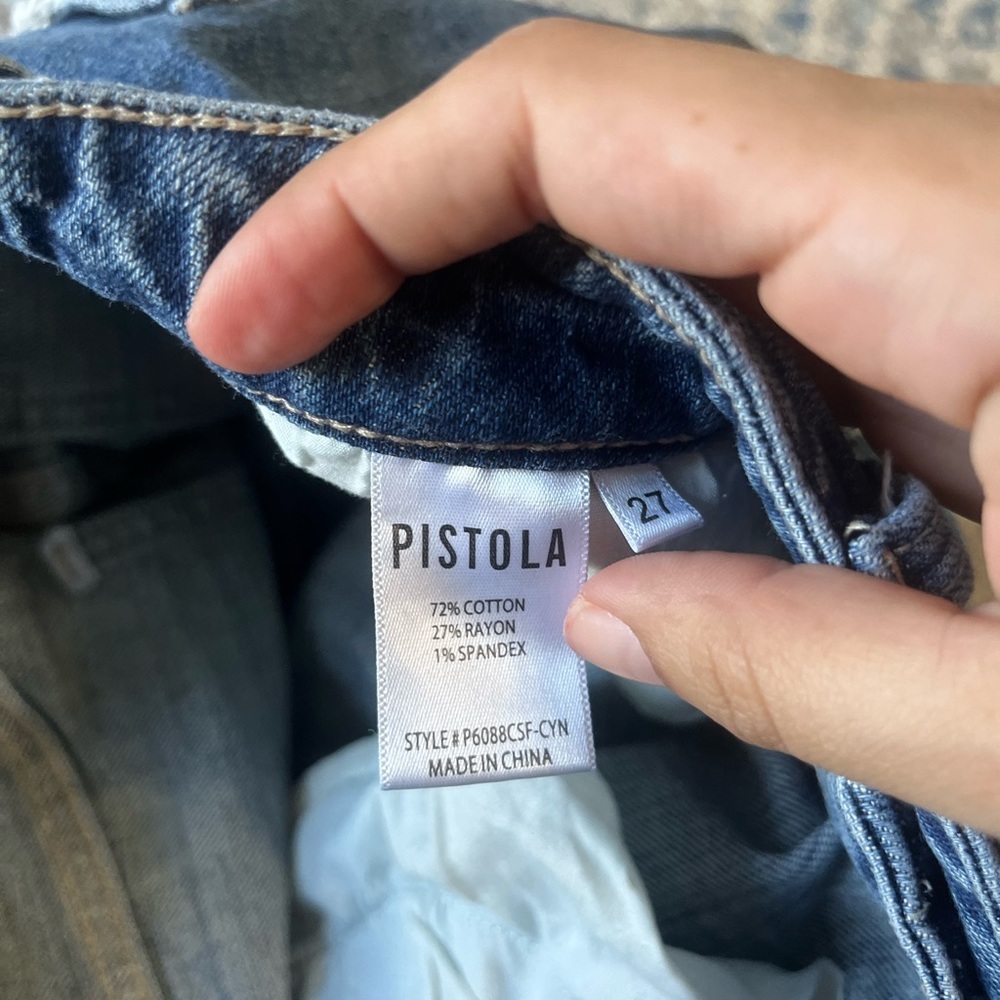 PISTOLA
27
72% COTTON
27% RAYON
1% SPANDEX
STYLE # P6088CSF-CYN
MADE IN CHINA